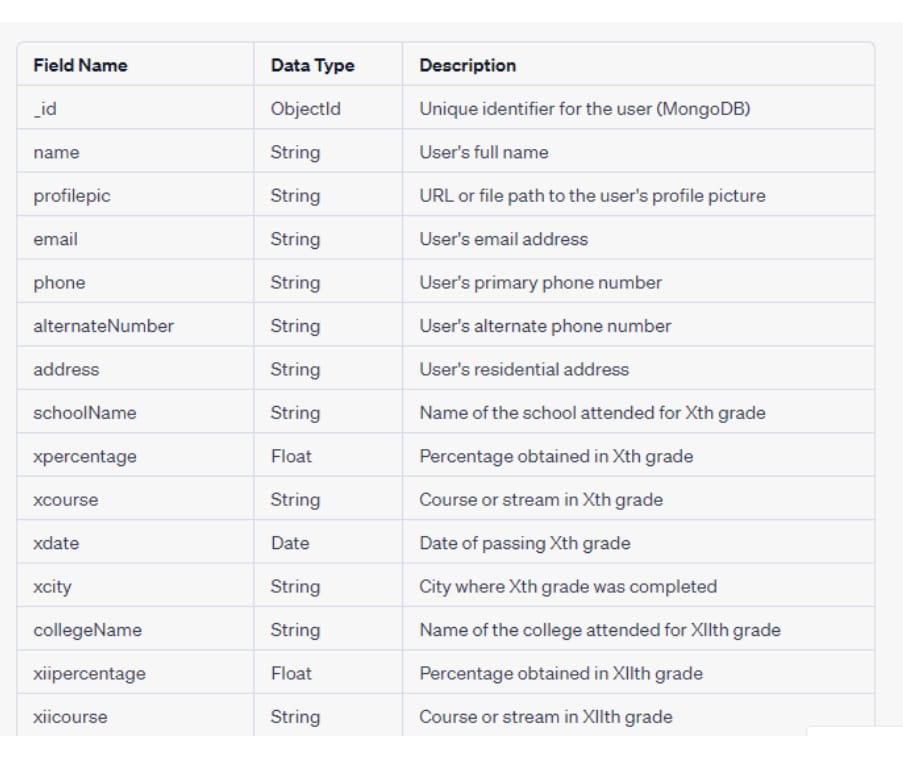 Field Name Data Type Description
_id ObjectId Unique identifier for the user (MongoDB)
name String User's full name
profilepic String URL or file path to the user's profile picture
email String User's email address
phone String User's primary phone number
alternateNumber String User's alternate phone number
address String User's residential address
schoolName String Name of the school attended for Xth grade
xpercentage Float Percentage obtained in Xth grade
xcourse String Course or stream in Xth grade
xdate Date Date of passing Xth grade
xcity String City where Xth grade was completed
collegeName String Name of the college attended for XIIth grade
xiipercentage Float Percentage obtained in XIIth grade
xiicourse String Course or stream in XIIth grade